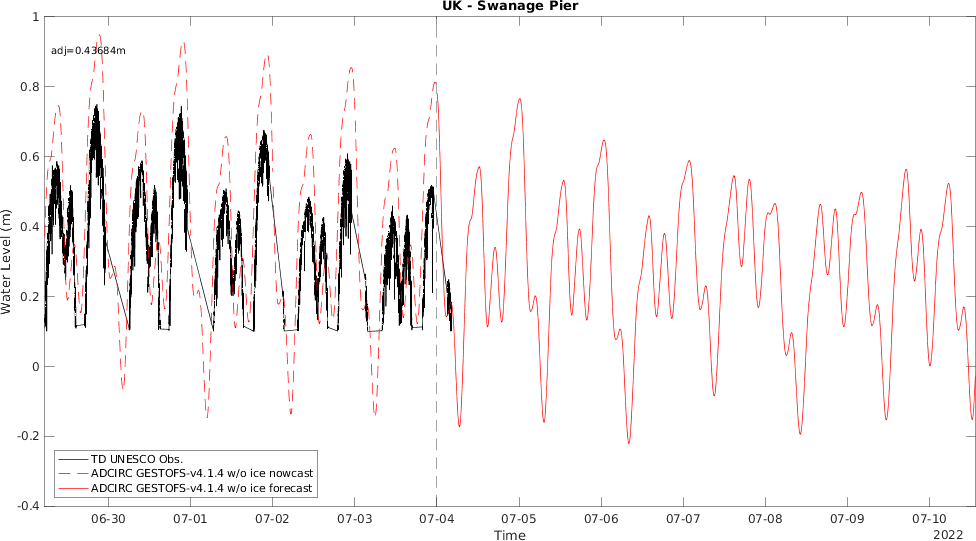 UK - Swanage Pier
adj=0.43684m
Water Level (m)
1
0.8
0.6
0.4
0.2
0
-0.2
-0.4
TD UNESCO Obs.
ADCIRC GESTOFS-v4.1.4 w/o ice nowcast
ADCIRC GESTOFS-v4.1.4 w/o ice forecast
06-30 07-01 07-02 07-03 07-04 07-05 07-06 07-07 07-08 07-09 07-10
Time
2022